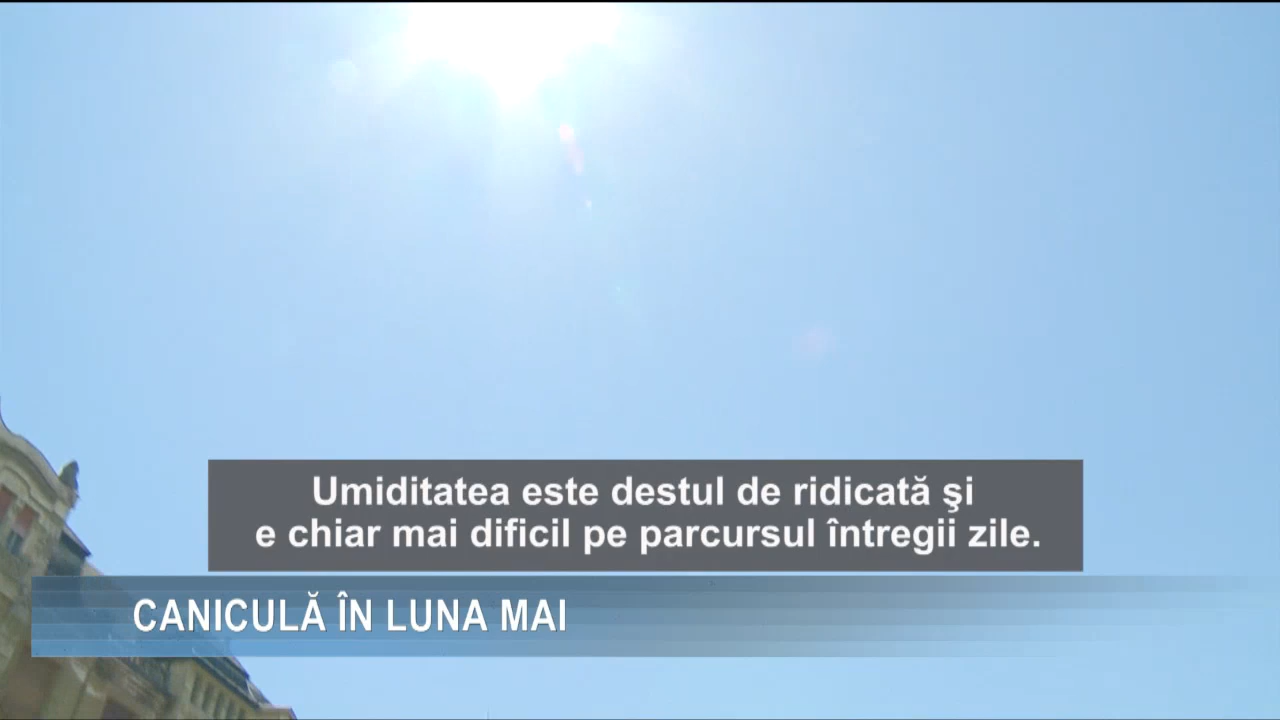 Umiditatea este destul de ridicată şi
e chiar mai dificil pe parcursul întregii zile.
CANICULĂ ÎN LUNA MAI